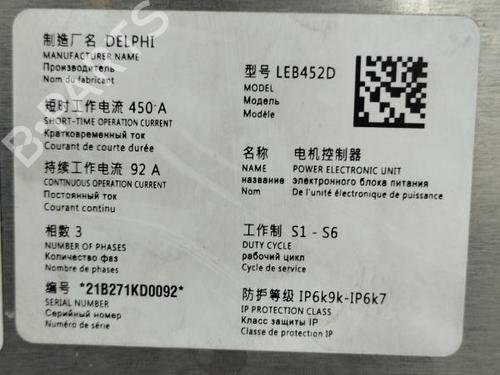 制造厂名 DELPHI
MANUFACTURER NAME
Производитель
Nom du fabricant
短时工作电流 450 A
SHORT-TIME OPERATION CURRENT
Кратковременный ток
Courant de courte durée
持续工作电流 92 A
CONTINUOUS OPERATION CURRENT
Постоянный ток
Courant continu
相数 3
NUMBER OF PHASES
Количество фаз
Nombre de phases
编号 *21B271KD0092*
SERIAL NUMBER
Серийный номер
Numéro de série
型号 LEB452D
MODEL
Модель
Modèle
名称 电机控制器
NAME POWER ELECTRONIC UNIT
название электронного блока питания
Nom De l'unité électronique de puissance
工作制 S1 - S6
DUTY CYCLE
рабочий цикл
Cycle de service
防护等级 IP6k9k-IP6k7
IP PROTECTION CLASS
Класс защиты IP
Classe de protection IP
B-PARTS